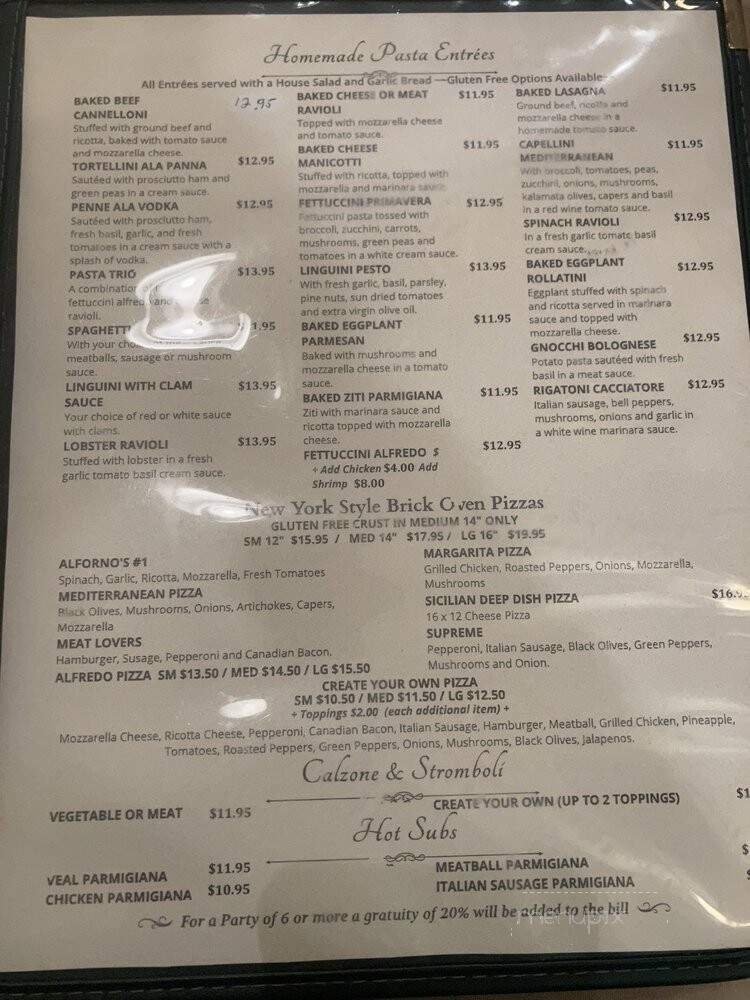 Homemade Pasta Entrées
All Entrées served with a House Salad and Garlic Bread —Gluten Free Options Available-
BAKED BEEF 12.95
CANNELLONI
Stuffed with ground beef and
ricotta, baked with tomato sauce
and mozzarella cheese.
TORTELLINI ALA PANNA $12.95
Sautéed with prosciutto ham and
green peas in a cream sauce.
PENNE ALA VODKA $12.95
Sautéed with prosciutto ham,
fresh basil, garlic, and fresh
tomatoes in a cream sauce with a
splash of vodka.
PASTA TRIO $13.95
A combination
fettuccini alfredo and
ravioli.
SPAGHETTI 1.95
With your
meatballs, sausage or mushroom
sauce.
LINGUINI WITH CLAM $13.95
SAUCE
Your choice of red or white sauce
with clams.
LOBSTER RAVIOLI $13.95
Stuffed with lobster in a fresh
garlic tomato basil cream sauce.
BAKED CHEESE OR MEAT $11.95
RAVIOLI
Topped with mozzarella cheese
and tomato sauce.
BAKED CHEESE $11.95
MANICOTTI
Stuffed with ricotta, topped with
mozzarella and marinara sauce.
FETTUCCINI PRIMAVERA $12.95
Fettuccini pasta tossed with
broccoli, zucchini, carrots,
mushrooms, green peas and
tomatoes in a white cream sauce.
LINGUINI PESTO $13.95
With fresh garlic, basil, parsley,
pine nuts, sun dried tomatoes
and extra virgin olive oil.
BAKED EGGPLANT $11.95
PARMESAN
Baked with mushrooms and
mozzarella cheese in a tomato
sauce.
BAKED ZITI PARMIGIANA $11.95
Ziti with marinara sauce and
ricotta topped with mozzarella
cheese.
FETTUCCINI ALFREDO $ $12.95
+ Add Chicken $4.00 Add
Shrimp $8.00
BAKED LASAGNA $11.95
Ground beef, ricotta and
mozzarella cheese in a
homemade tomato sauce.
CAPELLINI $11.95
MEDITERRANEAN
With broccoli, tomatoes, peas,
zucchini, onions, mushrooms,
kalamata olives, capers and basil
in a red wine tomato sauce.
SPINACH RAVIOLI $12.95
In a fresh garlic tomato basil
cream sauce.
BAKED EGGPLANT $12.95
ROLLATINI
Eggplant stuffed with spinach
and ricotta served in marinara
sauce and topped with
mozzarella cheese.
GNOCCHI BOLOGNESE $12.95
Potato pasta sautéed with fresh
basil in a meat sauce.
RIGATONI CACCIATORE $12.95
Italian sausage, bell peppers,
mushrooms, onions and garlic in
a white wine marinara sauce.
New York Style Brick Oven Pizzas
GLUTEN FREE CRUST IN MEDIUM 14" ONLY
SM 12" $15.95 / MED 14" $17.95 / LG 16" $19.95
ALFORNO'S #1
Spinach, Garlic, Ricotta, Mozzarella, Fresh Tomatoes
MEDITERRANEAN PIZZA
Black Olives, Mushrooms, Onions, Artichokes, Capers,
Mozzarella
MEAT LOVERS
Hamburger, Susage, Pepperoni and Canadian Bacon.
ALFREDO PIZZA SM $13.50 / MED $14.50 / LG $15.50
MARGARITA PIZZA
Grilled Chicken, Roasted Peppers, Onions, Mozzarella,
Mushrooms
SICILIAN DEEP DISH PIZZA $16.
16 x 12 Cheese Pizza
SUPREME
Pepperoni, Italian Sausage, Black Olives, Green Peppers,
Mushrooms and Onion.
CREATE YOUR OWN PIZZA
SM $10.50 / MED $11.50 / LG $12.50
+ Toppings $2.00 (each additional item) +
Mozzarella Cheese, Ricotta Cheese, Pepperoni, Canadian Bacon, Italian Sausage, Hamburger, Meatball, Grilled Chicken, Pineapple,
Tomatoes, Roasted Peppers, Green Peppers, Onions, Mushrooms, Black Olives, Jalapenos.
Calzone & Stromboli
VEGETABLE OR MEAT $11.95
CREATE YOUR OWN (UP TO 2 TOPPINGS) $1
Hot Subs
VEAL PARMIGIANA $11.95
CHICKEN PARMIGIANA $10.95
MEATBALL PARMIGIANA $
ITALIAN SAUSAGE PARMIGIANA $
For a Party of 6 or more a gratuity of 20% will be added to the bill
menupix